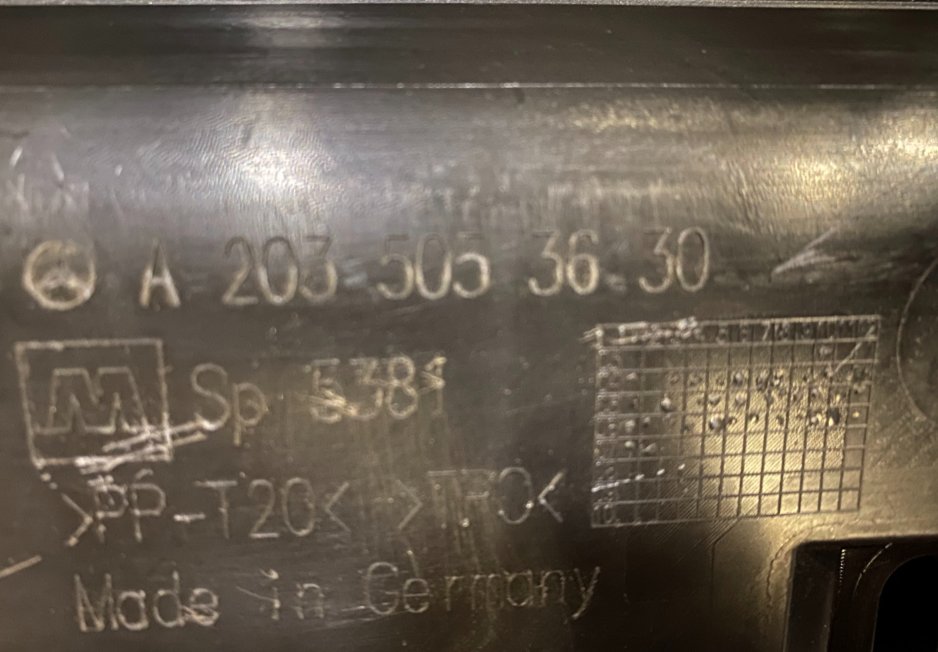 A 203 505 36 30
M Sp 5381
>PP-T20< >TPO<
Made in Germany